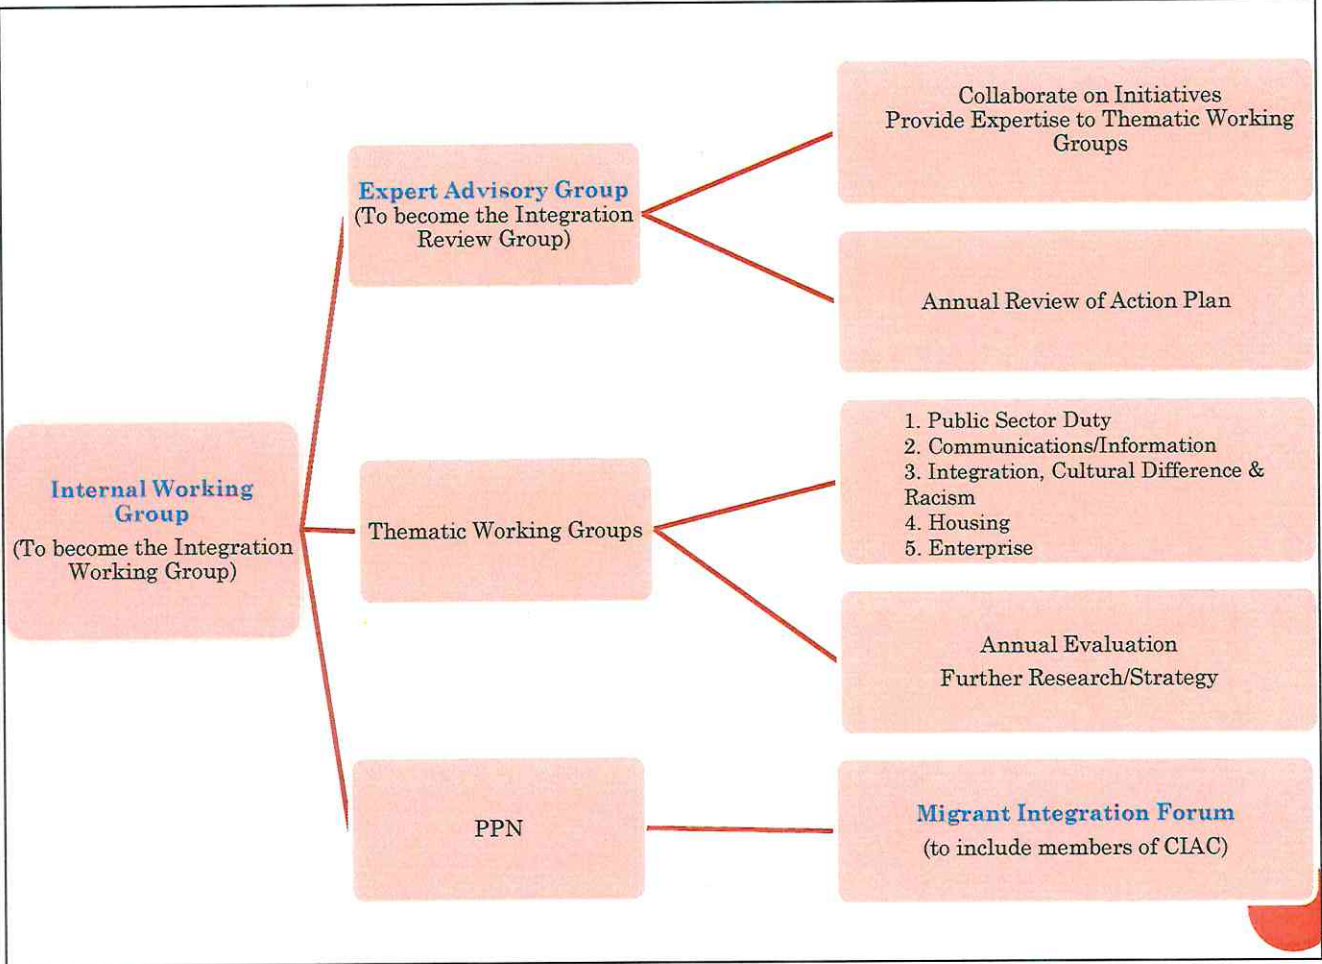 Collaborate on Initiatives
Provide Expertise to Thematic Working
Groups
Expert Advisory Group
(To become the Integration
Review Group)
Annual Review of Action Plan
Internal Working
Group
(To become the Integration
Working Group)
Thematic Working Groups
1. Public Sector Duty
2. Communications/Information
3. Integration, Cultural Difference &
Racism
4. Housing
5. Enterprise
Annual Evaluation
Further Research/Strategy
PPN
Migrant Integration Forum
(to include members of CIAC)